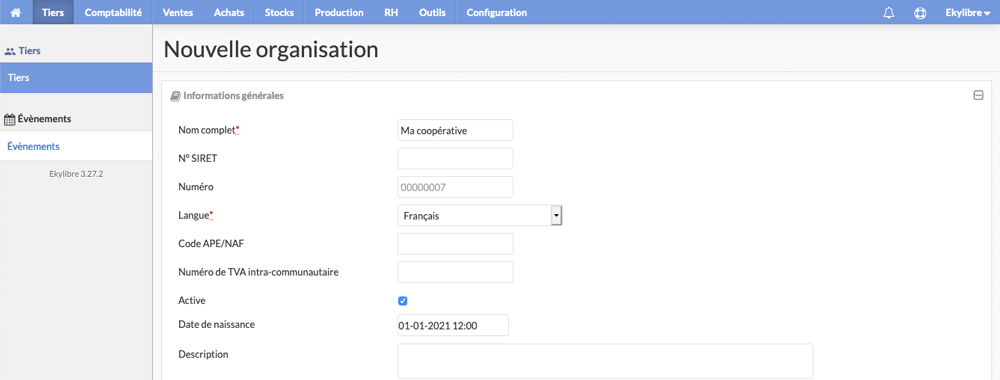 Tiers Comptabilité Ventes Achats Stocks Production RH Outils Configuration Ekylibre
Tiers
Tiers
Évènements
Évènements
Ekylibre 3.27.2
Nouvelle organisation
Informations générales
Nom complet* Ma coopérative
N° SIRET
Numéro 00000007
Langue* Français
Code APE/NAF
Numéro de TVA intra-communautaire
Active
Date de naissance 01-01-2021 12:00
Description